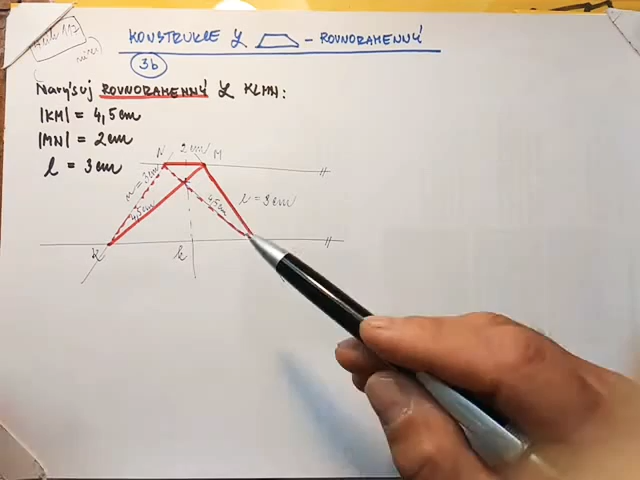 KONSTRUKCE - ROVNORAMENNÝ
3b
Narýsuj ROVNORAMENNÝ KLMN:
|KM| = 4,5 cm
|MN| = 2 cm
l = 3 cm
N 2 cm M
n = 3 cm
4,5 cm
4,5 cm
l = 3 cm
K k